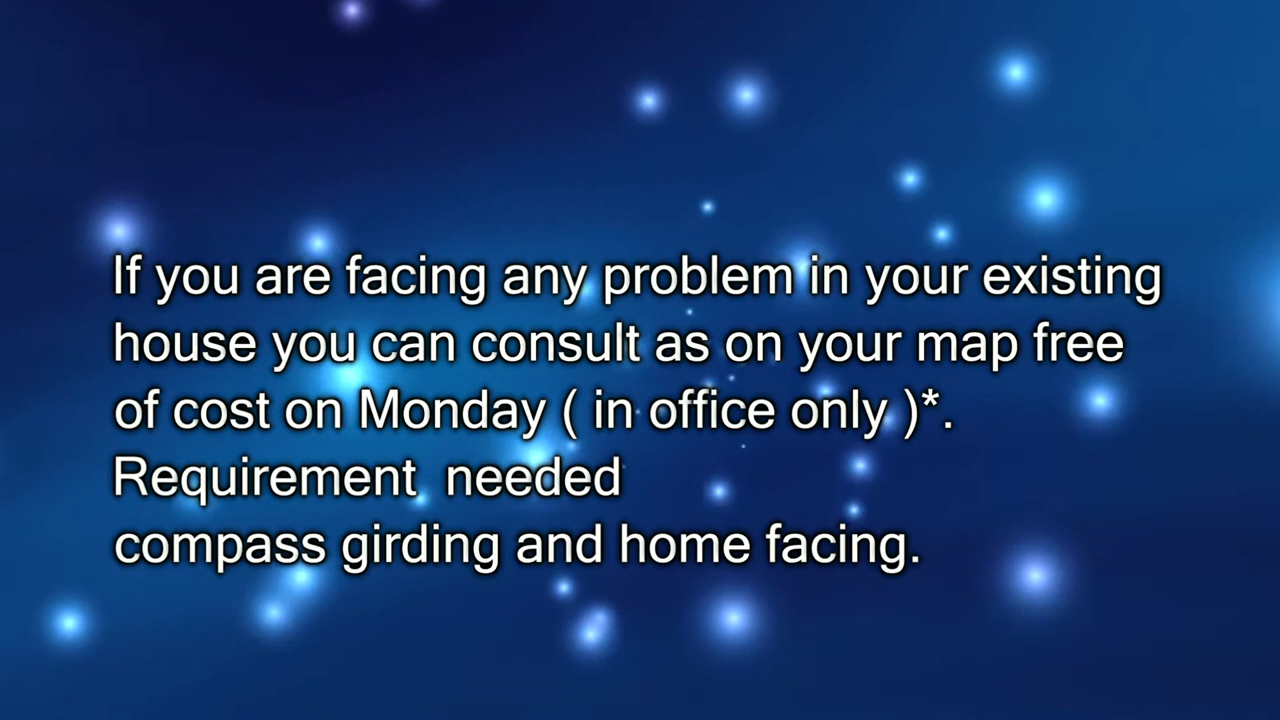 If you are facing any problem in your existing
house you can consult as on your map free
of cost on Monday ( in office only )*.
Requirement  needed
compass girding and home facing.